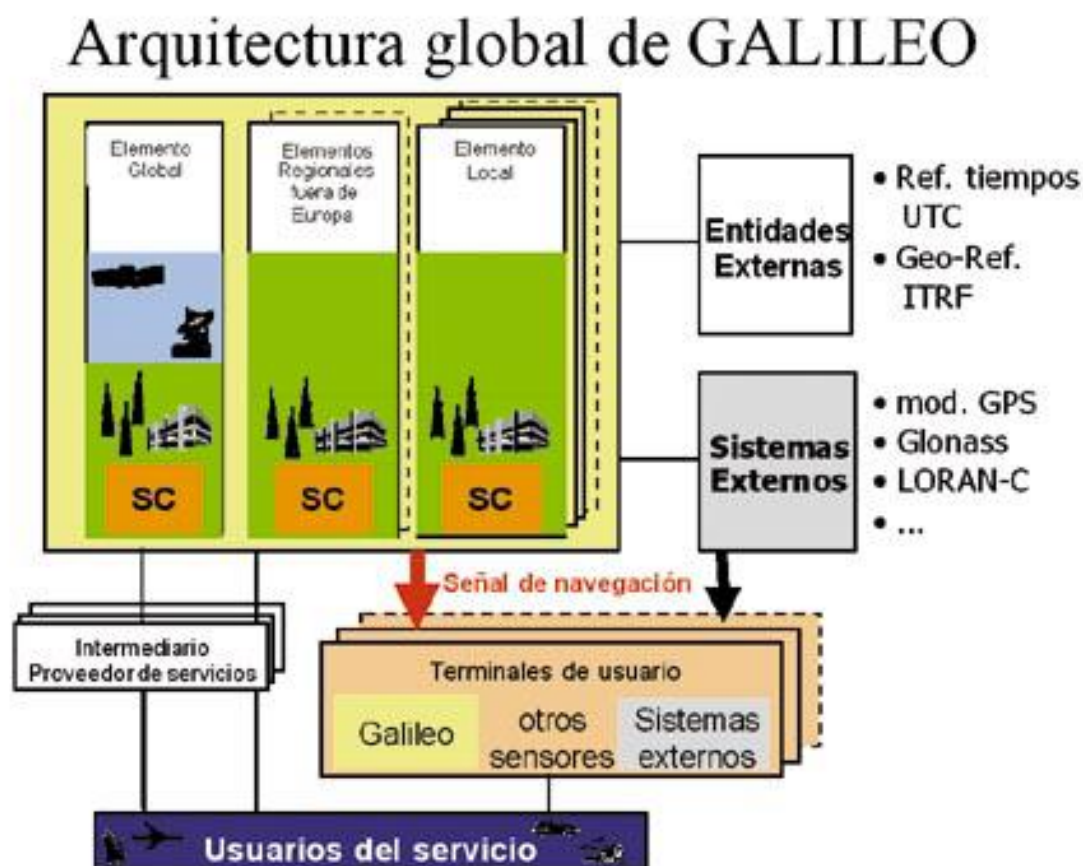 Arquitectura global de GALILEO
Elemento
Global
Elementos
Regionales
fuera de
Europa
Elemento
Local
SC
SC
SC
Entidades
Externas
• Ref. tiempos
UTC
• Geo-Ref.
ITRF
Sistemas
Externos
• mod. GPS
• Glonass
• LORAN-C
• ...
Señal de navegación
Intermediario
Proveedor de servicios
Terminales de usuario
Galileo
otros
sensores
Sistemas
externos
Usuarios del servicio